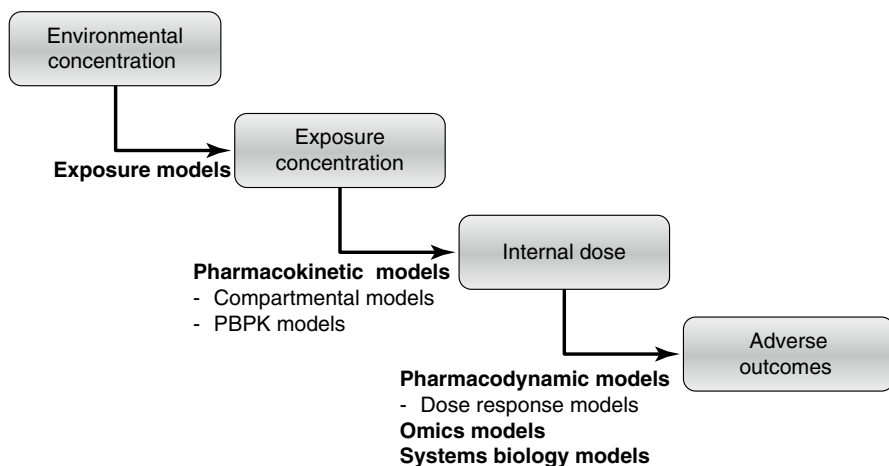 Environmental
concentration
Exposure models
Exposure
concentration
Pharmacokinetic models
- Compartmental models
- PBPK models
Internal dose
Pharmacodynamic models
- Dose response models
Omics models
Systems biology models
Adverse
outcomes